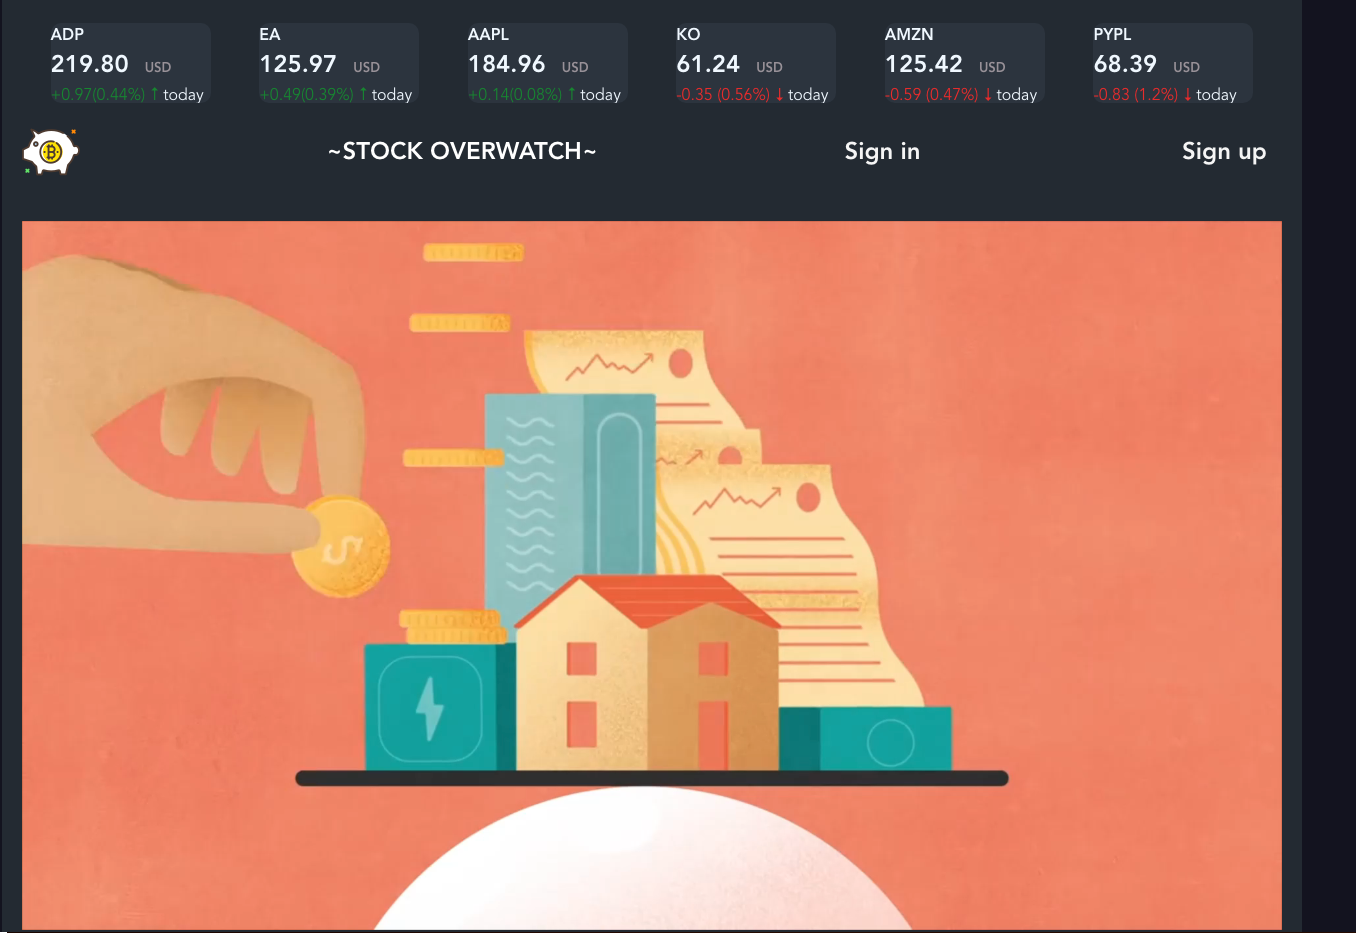 ADP
219.80 USD
+0.97(0.44%) ↑ today
EA
125.97 USD
+0.49(0.39%) ↑ today
AAPL
184.96 USD
+0.14(0.08%) ↑ today
KO
61.24 USD
-0.35 (0.56%) ↓ today
AMZN
125.42 USD
-0.59 (0.47%) ↓ today
PYPL
68.39 USD
-0.83 (1.2%) ↓ today
~STOCK OVERWATCH~
Sign in
Sign up
S